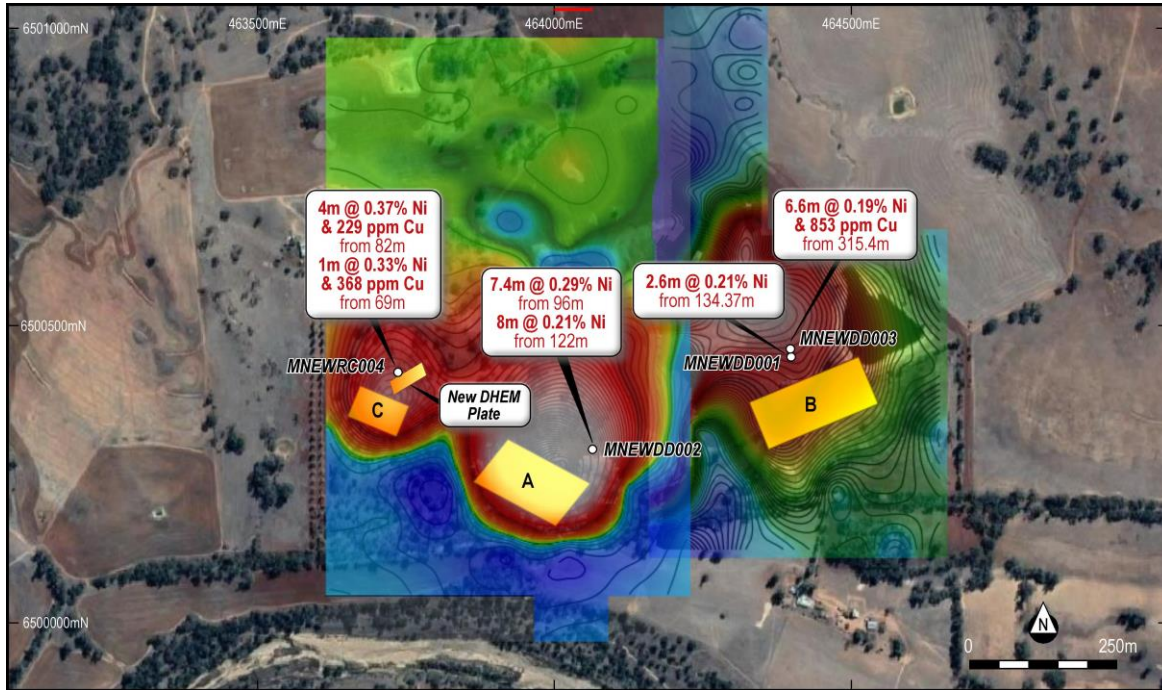 463500mE
464000mE
464500mE
6501000mN
4m @ 0.37% Ni
& 229 ppm Cu
from 82m
1m @ 0.33% Ni
& 368 ppm Cu
from 69m
7.4m @ 0.29% Ni
from 96m
8m @ 0.21% Ni
from 122m
2.6m @ 0.21% Ni
from 134.37m
6.6m @ 0.19% Ni
& 853 ppm Cu
from 315.4m
6500500mN
MNEWRC004
MNEWDD003
MNEWDD001
New DHEM
Plate
C
B
MNEWDD002
A
6500000mN
N
0
250m